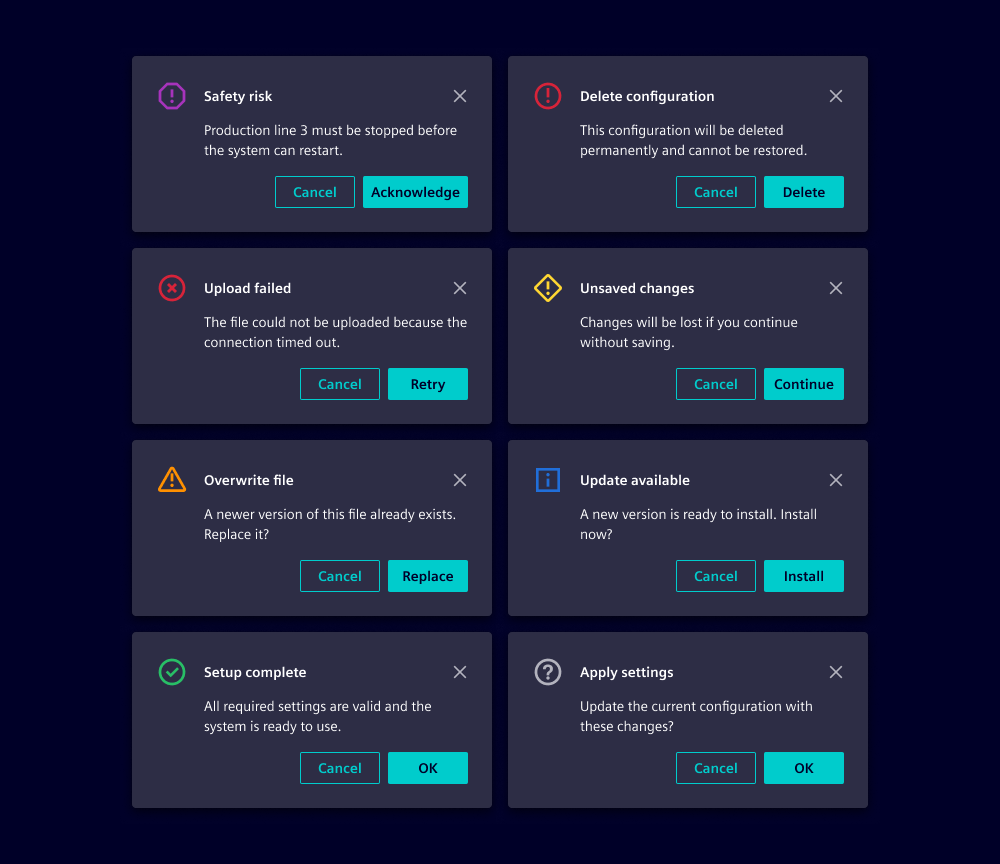 Safety risk
Production line 3 must be stopped before
the system can restart.
Cancel
Acknowledge
Delete configuration
This configuration will be deleted
permanently and cannot be restored.
Cancel
Delete
Upload failed
The file could not be uploaded because the
connection timed out.
Cancel
Retry
Unsaved changes
Changes will be lost if you continue
without saving.
Cancel
Continue
Overwrite file
A newer version of this file already exists.
Replace it?
Cancel
Replace
Update available
A new version is ready to install. Install
now?
Cancel
Install
Setup complete
All required settings are valid and the
system is ready to use.
Cancel
OK
Apply settings
Update the current configuration with
these changes?
Cancel
OK